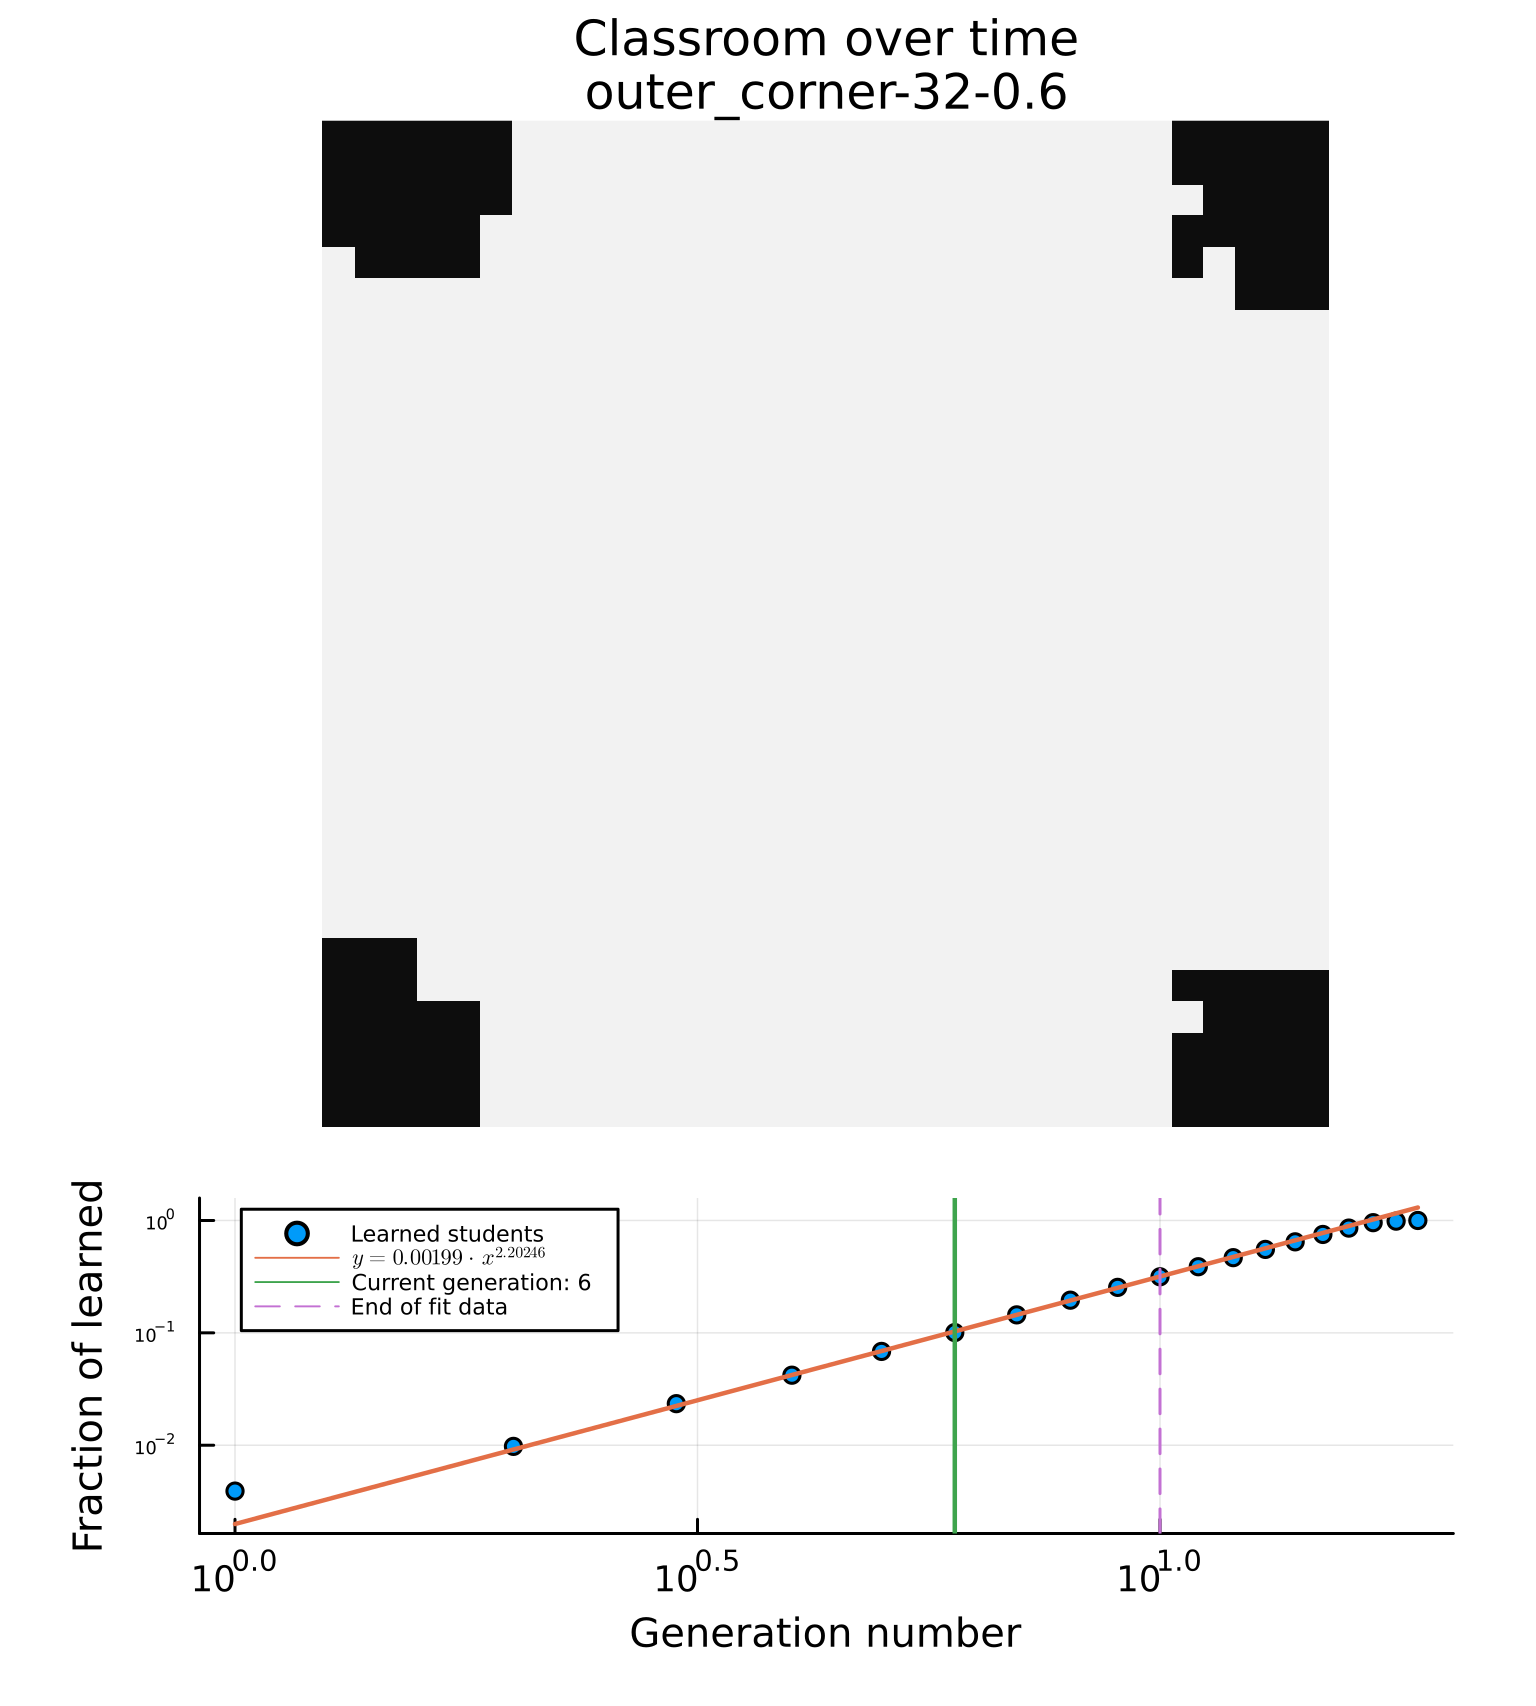 Classroom over time
outer_corner-32-0.6
Fraction of learned
10^0
10^−1
10^−2
Learned students
y = 0.00199 · x^2.20246
Current generation: 6
End of fit data
10^0.0 10^0.5 10^1.0
Generation number